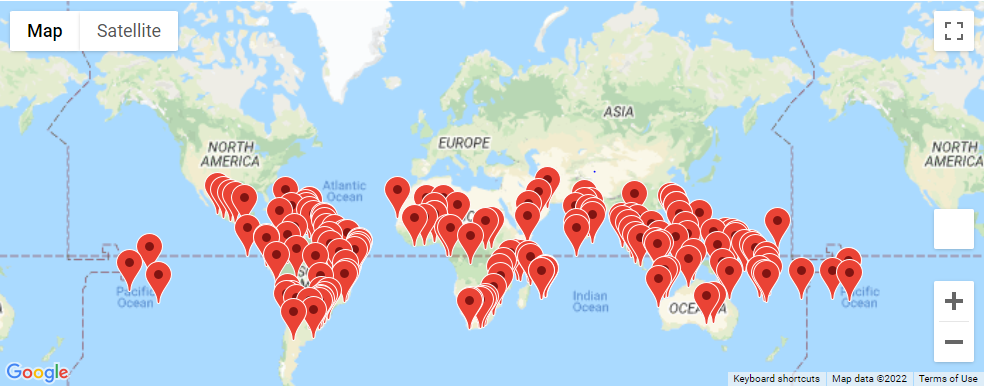 Map Satellite
ASIA
EUROPE
NORTH
AMERICA
NORTH
AMERICA
Atlantic
Ocean
Pacific
Ocean
Indian
Ocean
Pacific
Ocean
Google
Keyboard shortcuts Map data ©2022 Terms of Use